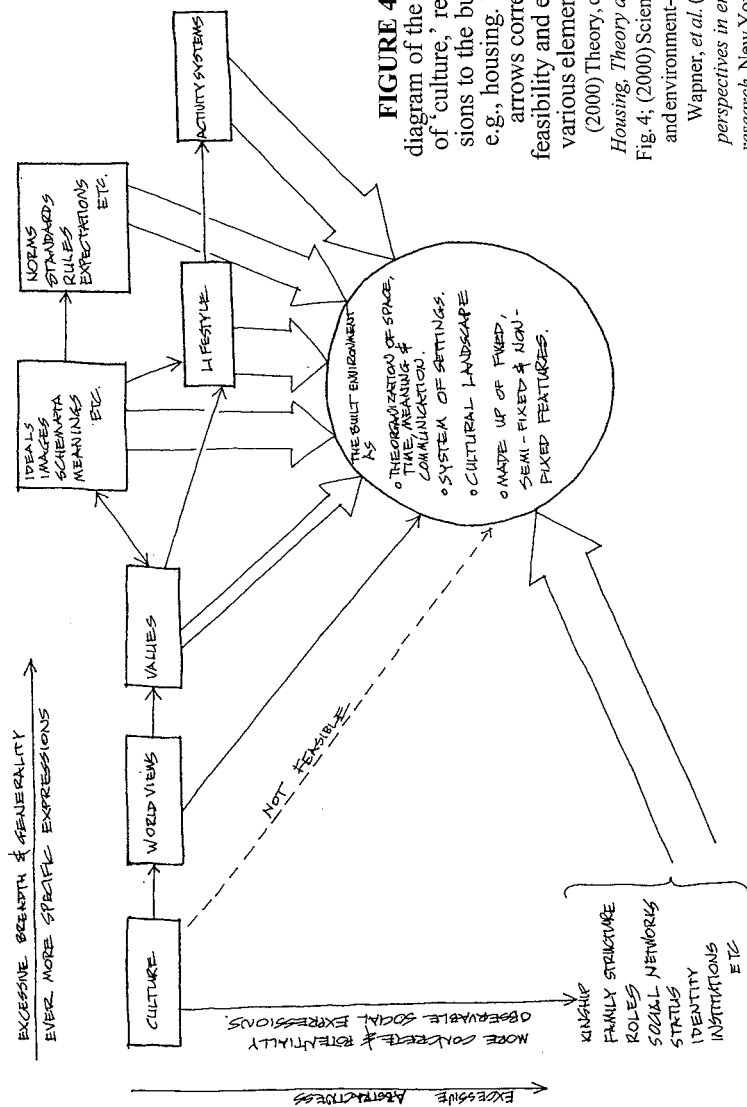 EXCESSIVE BREADTH & GENERALITY
EVER MORE SPECIFIC EXPRESSIONS
CULTURE
WORLD VIEWS
VALUES
IDEALS
IMAGES
SCHEMATA
MEANINGS
ETC.
NORMS
STANDARDS
RULES
EXPECTATIONS
ETC.
LIFESTYLE
ACTIVITY SYSTEMS
NOT FEASIBLE
THE BUILT ENVIRONMENT
AS
• THE ORGANIZATION OF SPACE,
TIME, MEANING &
COMMUNICATION.
• SYSTEM OF SETTINGS.
• CULTURAL LANDSCAPE
• MADE UP OF FIXED,
SEMI-FIXED & NON-
FIXED FEATURES.
EXCESSIVE ABSTRACTNESS
MORE CONCRETE & POTENTIALLY
OBSERVABLE SOCIAL EXPRESSIONS.
KINSHIP
FAMILY STRUCTURE
ROLES
SOCIAL NETWORKS
STATUS
IDENTITY
INSTITUTIONS
ETC
FIGURE 4
diagram of the
of 'culture,' re
sions to the bu
e.g., housing.
arrows corre
feasibility and e
various elemen
(2000) Theory, c
Housing, Theory a
Fig. 4; (2000) Scien
and environment-
Wapner, et al. (
perspectives in en
research, New Yor